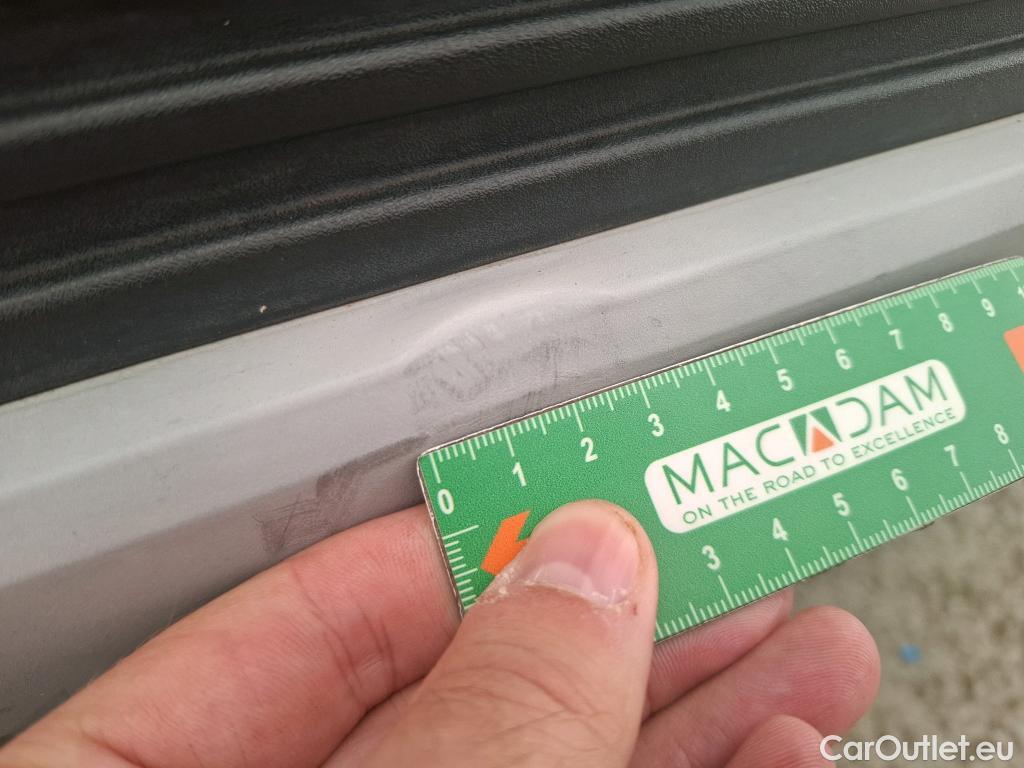 0 1 2 3 4 5 6 7 8 9 1
MACADAM
ON THE ROAD TO EXCELLENCE
3 4 5 6 7 8
CarOutlet.eu